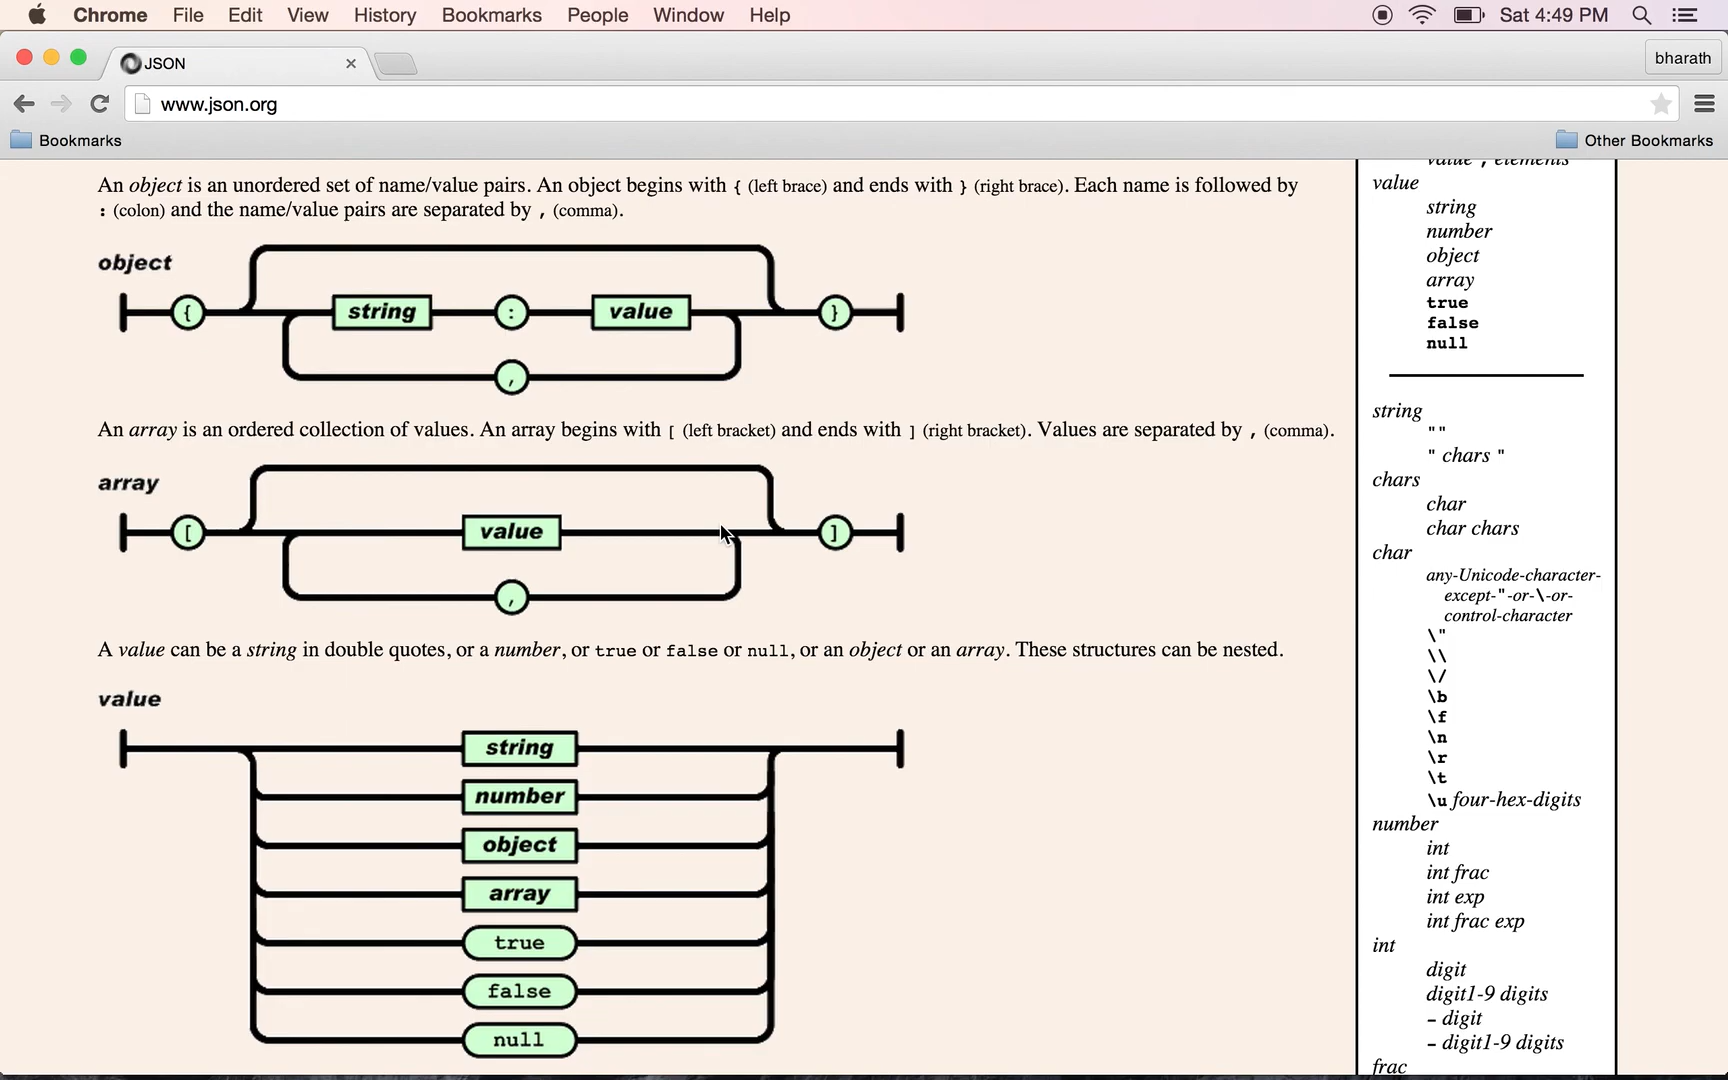 Chrome File Edit View History Bookmarks People Window Help Sat 4:49 PM
JSON bharath
www.json.org
Bookmarks Other Bookmarks
An object is an unordered set of name/value pairs. An object begins with { (left brace) and ends with } (right brace). Each name is followed by
: (colon) and the name/value pairs are separated by , (comma).
object
{ string : value }
,
An array is an ordered collection of values. An array begins with [ (left bracket) and ends with ] (right bracket). Values are separated by , (comma).
array
[ value ]
,
A value can be a string in double quotes, or a number, or true or false or null, or an object or an array. These structures can be nested.
value
string
number
object
array
true
false
null
value , elements
value
string
number
object
array
true
false
null
string
""
" chars "
chars
char
char chars
char
any-Unicode-character-
except-"-or-\-or-
control-character
\"
\\
\/
\b
\f
\n
\r
\t
\u four-hex-digits
number
int
int frac
int exp
int frac exp
int
digit
digit1-9 digits
- digit
- digit1-9 digits
frac